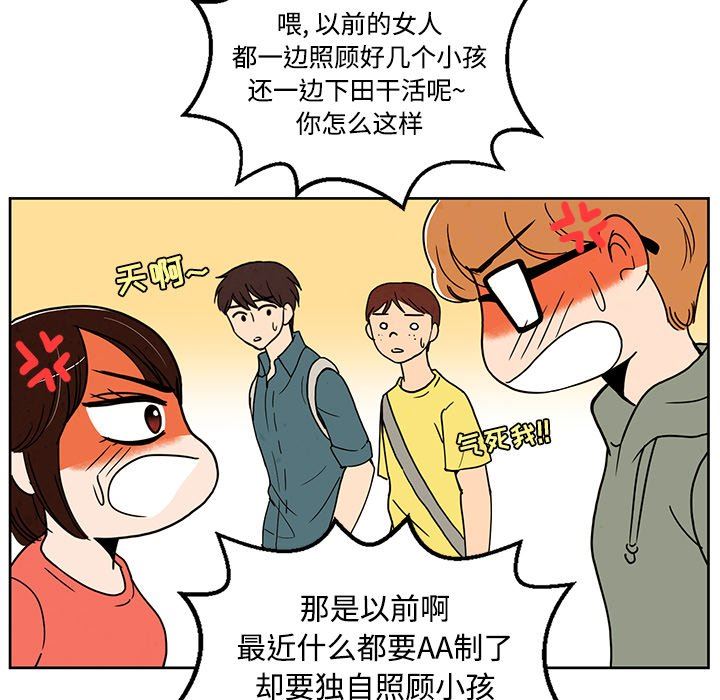 喂, 以前的女人
都一边照顾好几个小孩
还一边下田干活呢~
你怎么这样
天啊~
气死我!!
那是以前啊
最近什么都要AA制了
却要独自照顾小孩